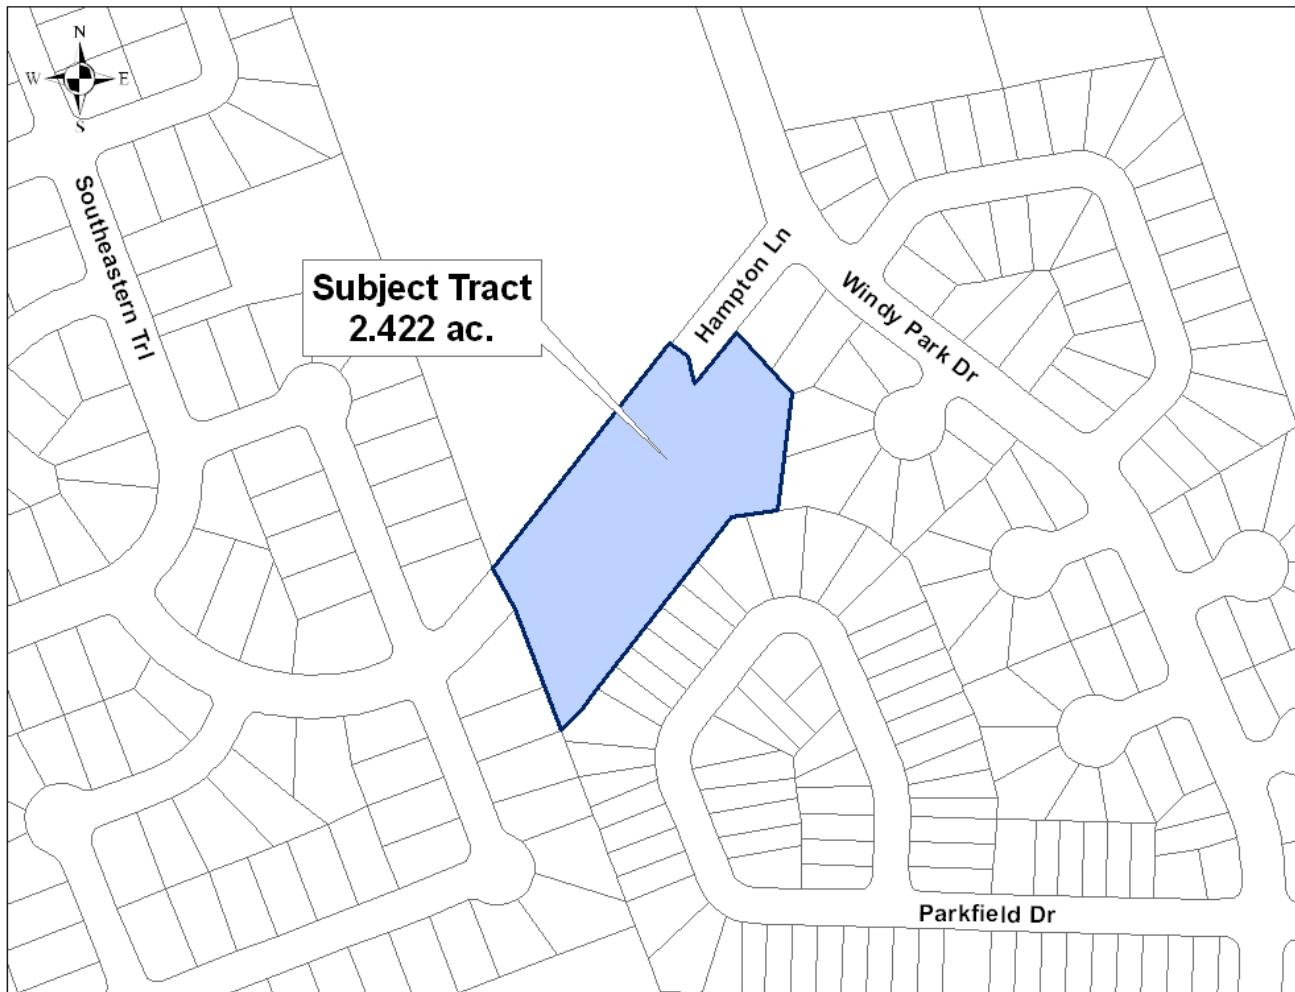 N
W E
S
Southeastern Trl
Hampton Ln
Subject Tract
2.422 ac.
Windy Park Dr
Parkfield Dr